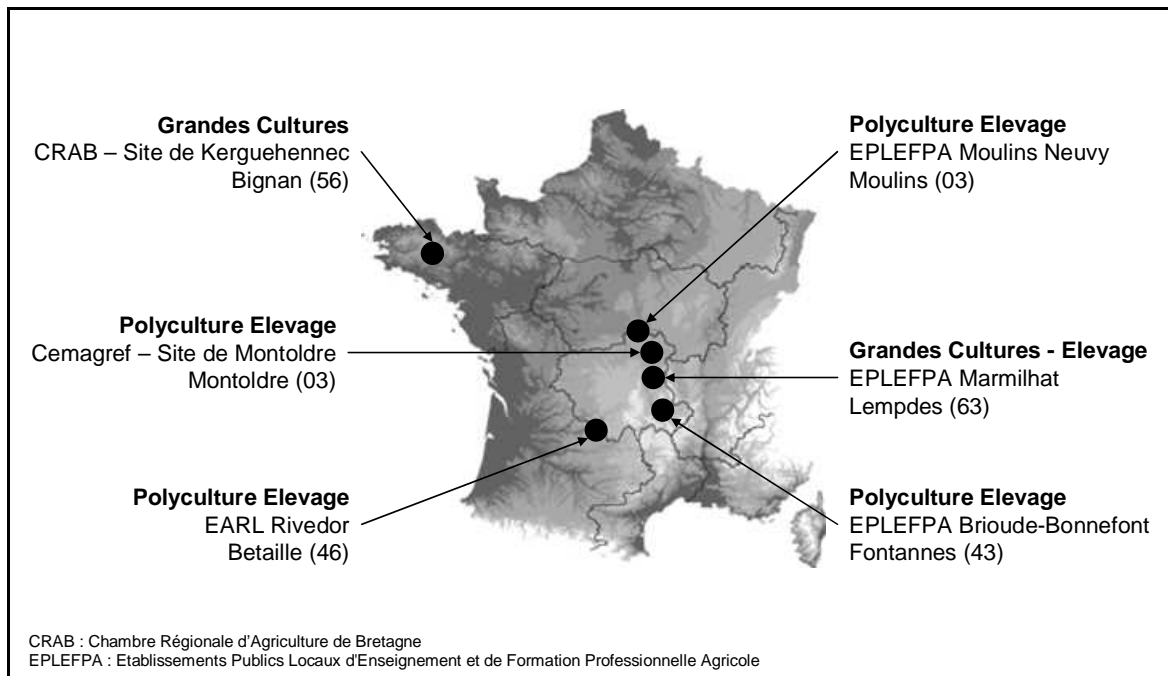 Grandes Cultures
CRAB – Site de Kerguehennec
Bignan (56)
Polyculture Elevage
EPLEFPA Moulins Neuvy
Moulins (03)
Polyculture Elevage
Cemagref – Site de Montoldre
Montoldre (03)
Grandes Cultures - Elevage
EPLEFPA Marmilhat
Lempdes (63)
Polyculture Elevage
EARL Rivedor
Betaille (46)
Polyculture Elevage
EPLEFPA Brioude-Bonnefont
Fontannes (43)
CRAB : Chambre Régionale d'Agriculture de Bretagne
EPLEFPA : Etablissements Publics Locaux d'Enseignement et de Formation Professionnelle Agricole